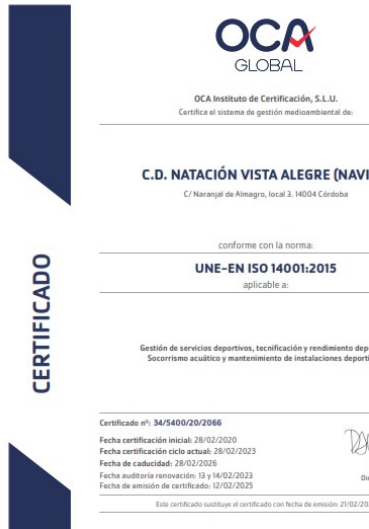 OCA
GLOBAL
OCA Instituto de Certificación, S.L.U.
Certifica el sistema de gestión medioambiental de:
C.D. NATACIÓN VISTA ALEGRE (NAVI
C/ Naranjal de Almagro, local 3. 14004 Córdoba
conforme con la norma:
UNE-EN ISO 14001:2015
aplicable a:
Gestión de servicios deportivos, tecnificación y rendimiento dep
Socorrismo acuático y mantenimiento de instalaciones deporti
CERTIFICADO
Certificado nº: 34/5400/20/2066
Fecha certificación inicial: 28/02/2020
Fecha certificación ciclo actual: 28/02/2023
Fecha de caducidad: 28/02/2026
Fecha auditoría renovación: 13 y 14/02/2023
Fecha de emisión de certificado: 12/02/2025
Di
Este certificado sustituye el certificado con fecha de emisión: 21/02/20